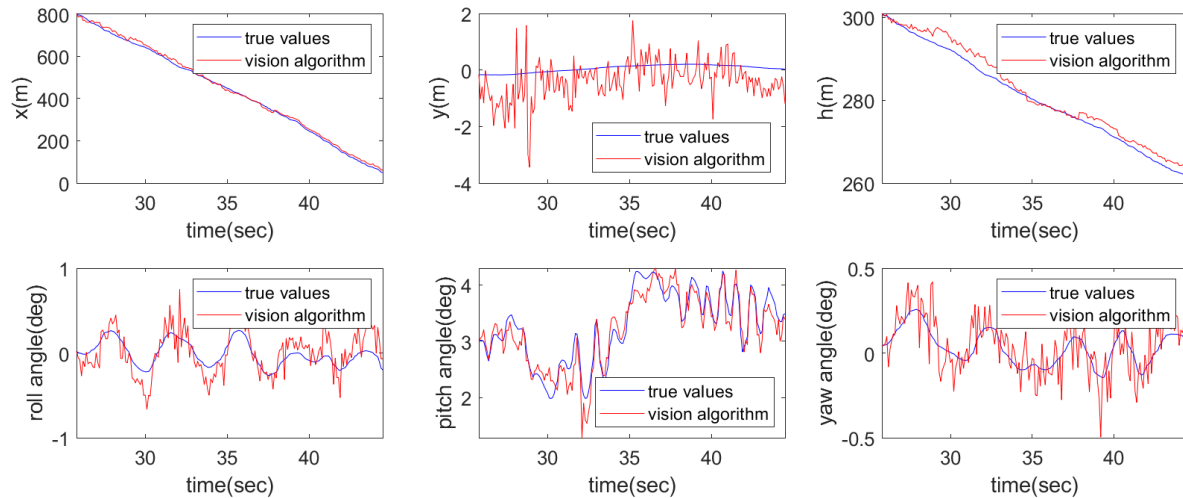 x(m)
800
600
400
200
0
30
35
40
time(sec)
true values
vision algorithm
y(m)
2
0
-2
-4
30
35
40
time(sec)
true values
vision algorithm
h(m)
300
280
260
30
35
40
time(sec)
true values
vision algorithm
roll angle(deg)
1
0
-1
30
35
40
time(sec)
true values
vision algorithm
pitch angle(deg)
4
3
2
30
35
40
time(sec)
true values
vision algorithm
yaw angle(deg)
0.5
0
-0.5
30
35
40
time(sec)
true values
vision algorithm